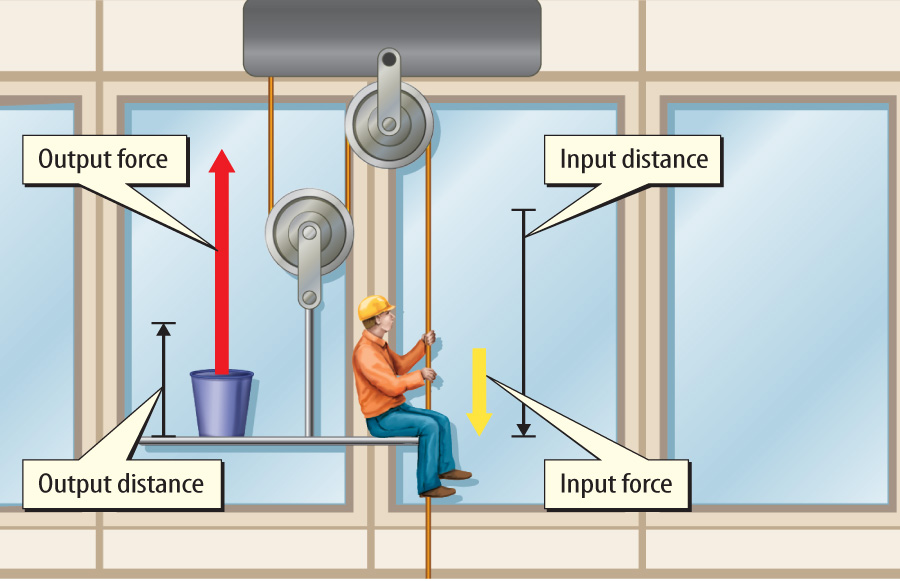 Output force
Input distance
Output distance
Input force